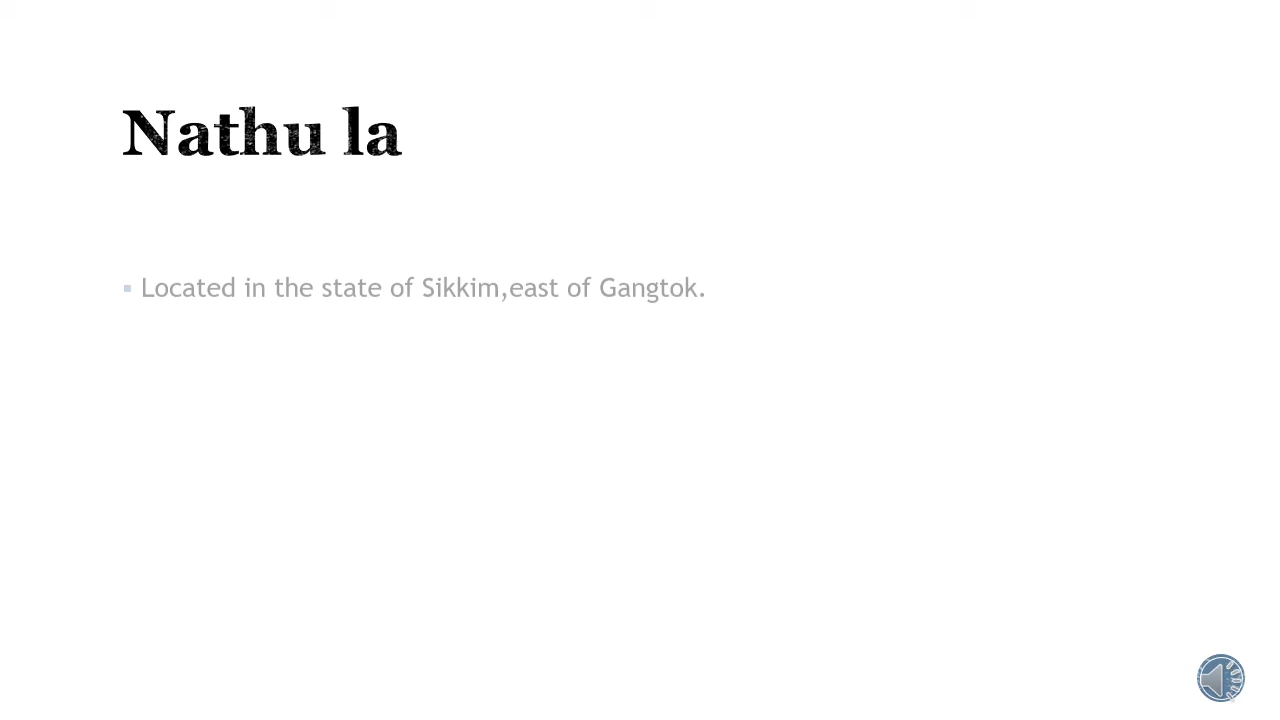 Nathu la
▪ Located in the state of Sikkim,east of Gangtok.